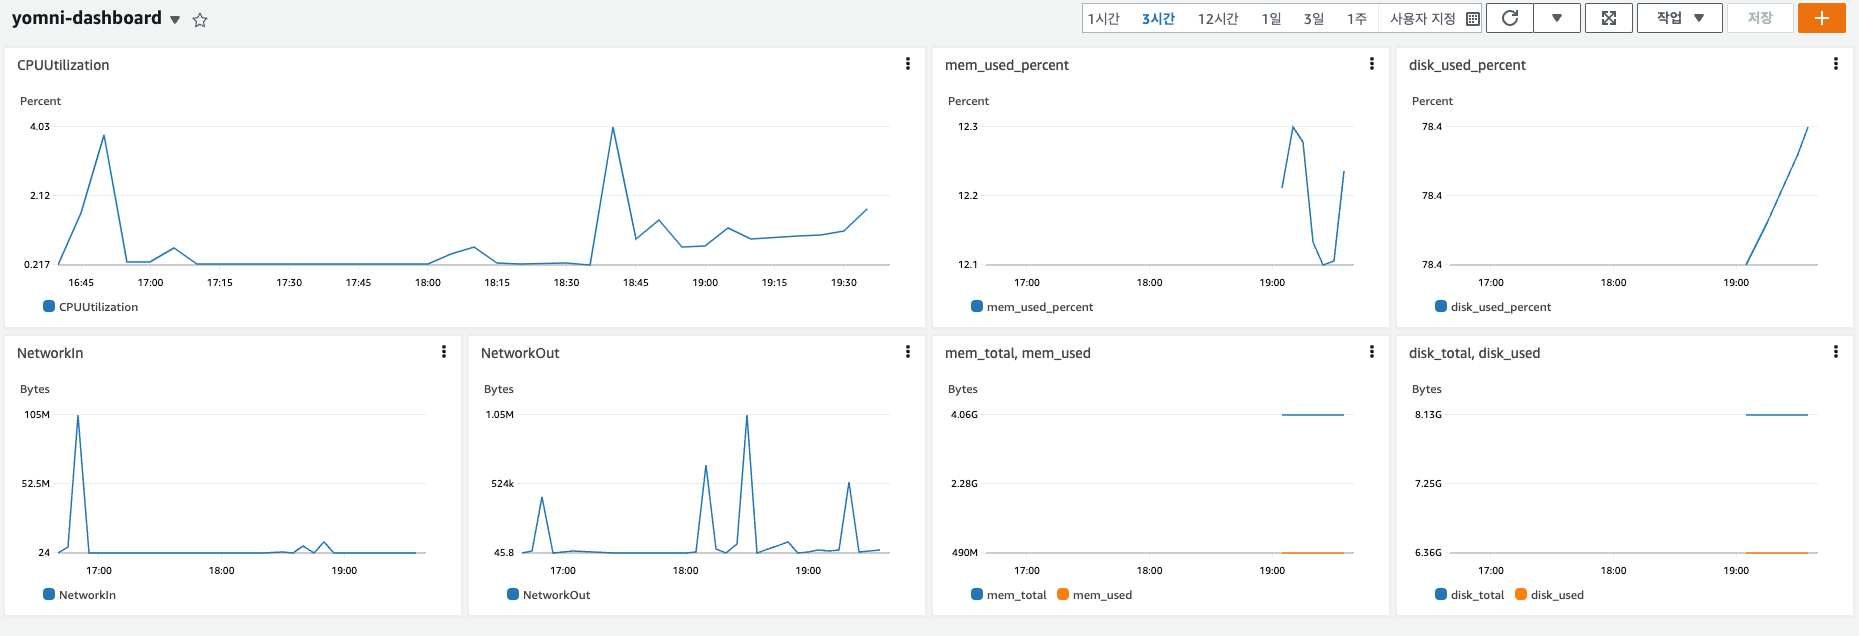 yomni-dashboard
1시간 3시간 12시간 1일 3일 1주 사용자 지정 작업 저장
CPUUtilization
Percent
4.03
2.12
0.217
16:45 17:00 17:15 17:30 17:45 18:00 18:15 18:30 18:45 19:00 19:15 19:30
CPUUtilization
mem_used_percent
Percent
12.3
12.2
12.1
17:00 18:00 19:00
mem_used_percent
disk_used_percent
Percent
78.4
78.4
78.4
17:00 18:00 19:00
disk_used_percent
NetworkIn
Bytes
105M
52.5M
24
17:00 18:00 19:00
NetworkIn
NetworkOut
Bytes
1.05M
524k
45.8
17:00 18:00 19:00
NetworkOut
mem_total, mem_used
Bytes
4.06G
2.28G
490M
17:00 18:00 19:00
mem_total mem_used
disk_total, disk_used
Bytes
8.13G
7.25G
6.36G
17:00 18:00 19:00
disk_total disk_used